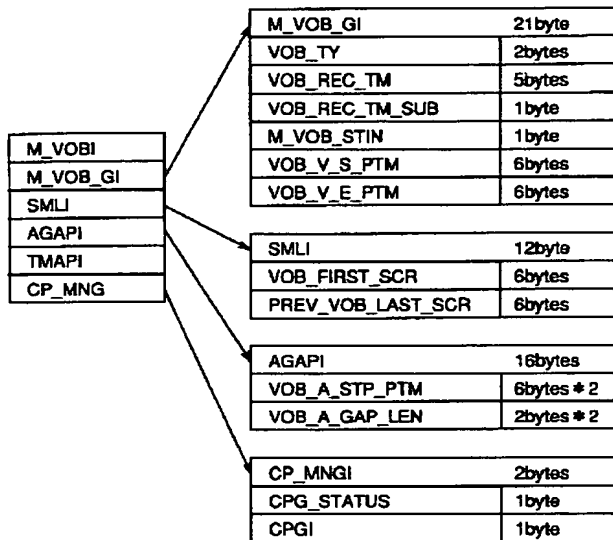 M_VOBI
M_VOB_GI
SMLI
AGAPI
TMAPI
CP_MNG
M_VOB_GI 21byte
VOB_TY 2bytes
VOB_REC_TM 5bytes
VOB_REC_TM_SUB 1byte
M_VOB_STIN 1byte
VOB_V_S_PTM 6bytes
VOB_V_E_PTM 6bytes
SMLI 12byte
VOB_FIRST_SCR 6bytes
PREV_VOB_LAST_SCR 6bytes
AGAPI 16bytes
VOB_A_STP_PTM 6bytes * 2
VOB_A_GAP_LEN 2bytes * 2
CP_MNGI 2bytes
CPG_STATUS 1byte
CPGI 1byte